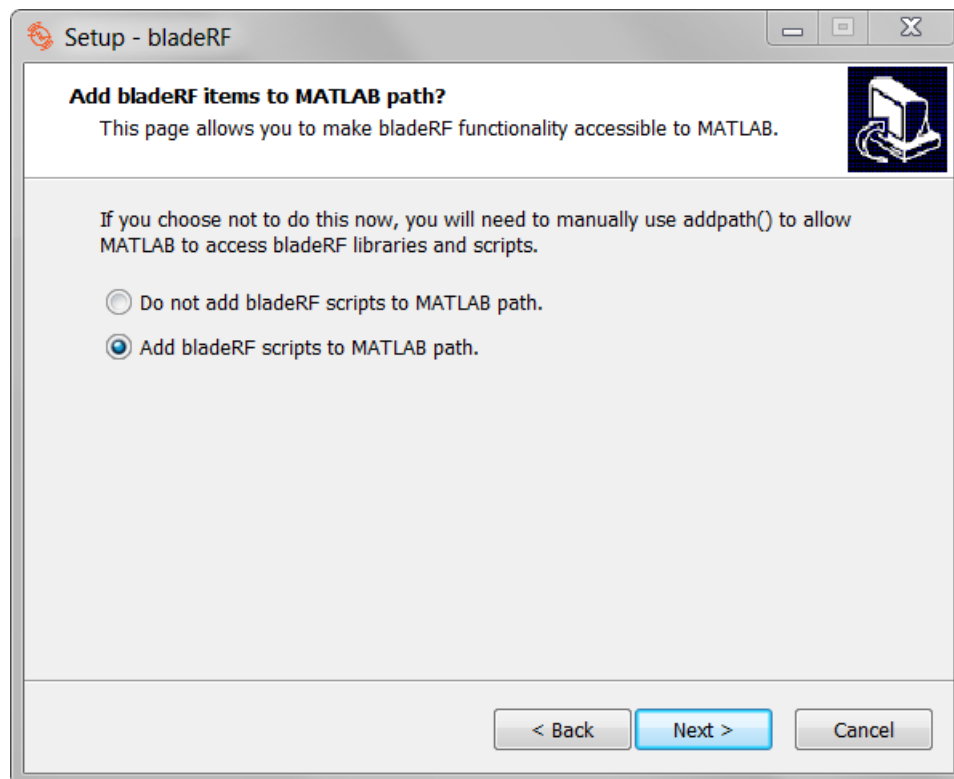 Setup - bladeRF
Add bladeRF items to MATLAB path?
This page allows you to make bladeRF functionality accessible to MATLAB.
If you choose not to do this now, you will need to manually use addpath() to allow
MATLAB to access bladeRF libraries and scripts.
Do not add bladeRF scripts to MATLAB path.
Add bladeRF scripts to MATLAB path.
< Back
Next >
Cancel